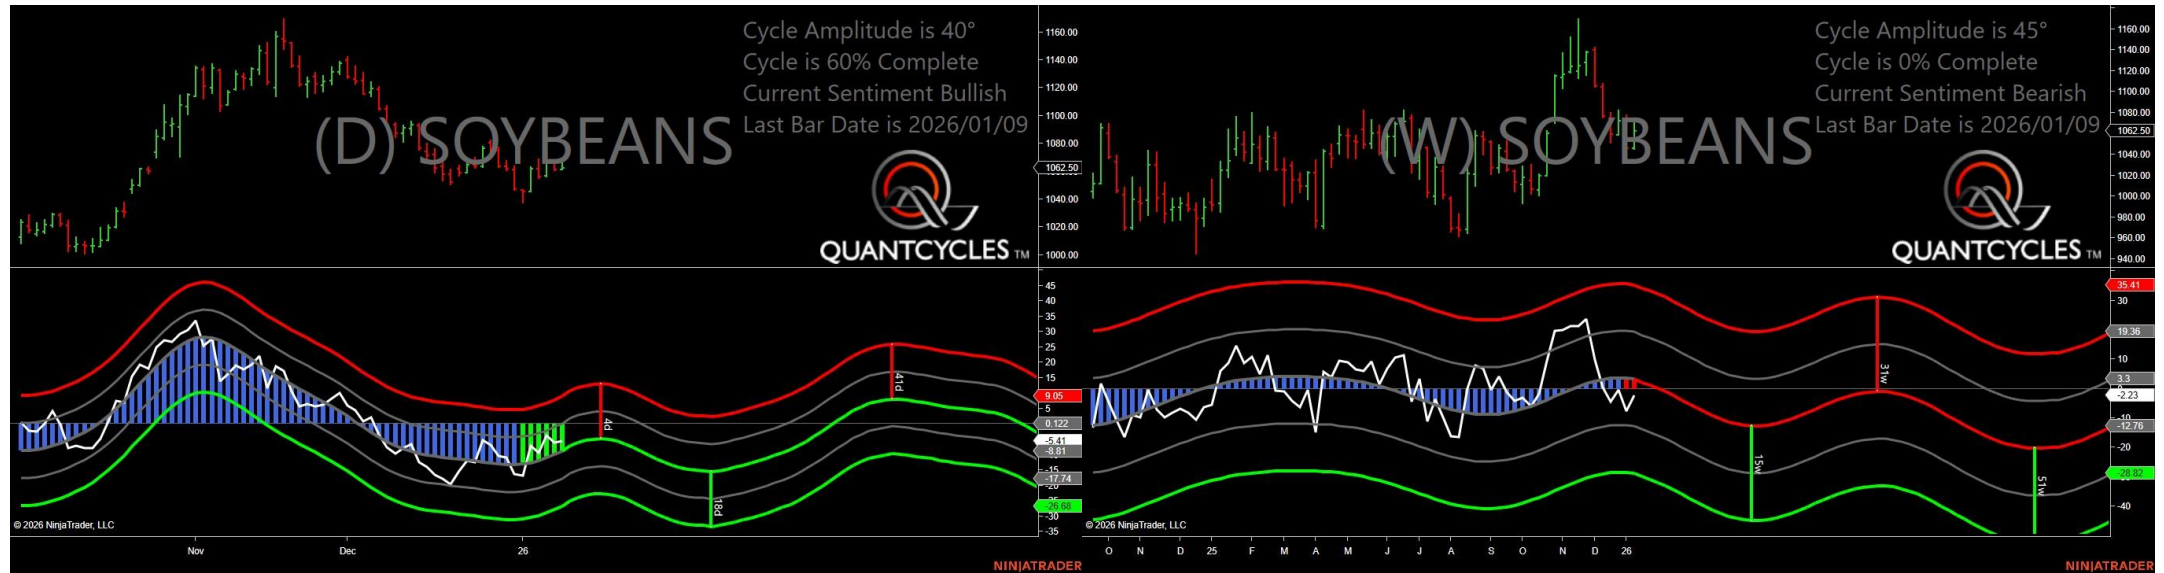 Cycle Amplitude is 40°
Cycle is 60% Complete
Current Sentiment Bullish
Last Bar Date is 2026/01/09
(D) SOYBEANS
QUANTCYCLES TM
1160.00
1140.00
1120.00
1100.00
1080.00
1062.50
1040.00
1020.00
1000.00
45
40
35
30
25
20
15
9.05
5
0.122
-5.41
-8.81
-15
-17.74
-26.68
-30
-35
4d
18d
41d
© 2026 NinjaTrader, LLC
Nov Dec 26
NINJATRADER
Cycle Amplitude is 45°
Cycle is 0% Complete
Current Sentiment Bearish
Last Bar Date is 2026/01/09
(W) SOYBEANS
QUANTCYCLES TM
1160.00
1140.00
1120.00
1100.00
1080.00
1062.50
1040.00
1020.00
1000.00
980.00
960.00
940.00
35.41
30
19.36
10
3.3
-2.23
-12.76
-20
-28.82
-40
15w
31w
51w
© 2026 NinjaTrader, LLC
O N D 25 F M A M J J A S O N D 26
NINJATRADER